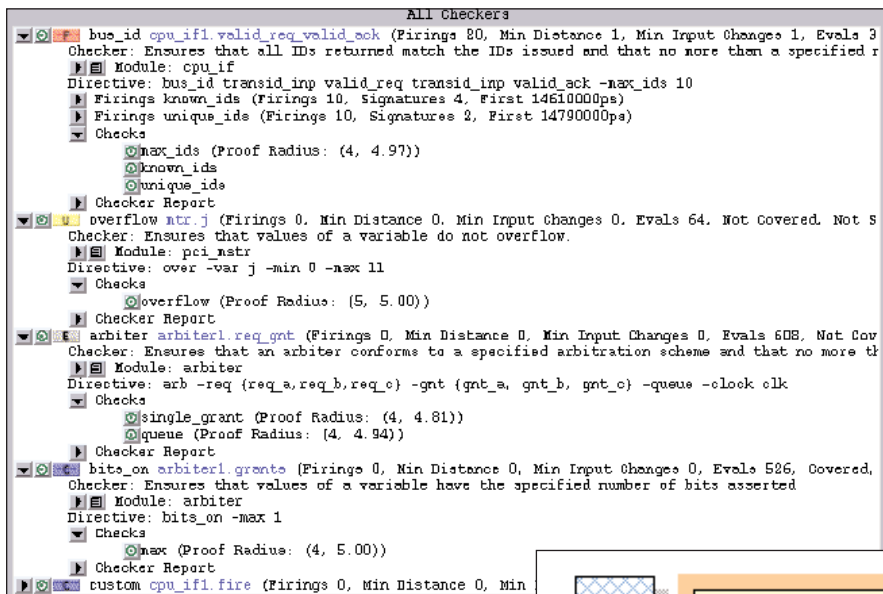 All Checkers
F bus_id cpu_if1.valid_req_valid_ack (Firings 20, Min Distance 1, Min Input Changes 1, Evals 3
Checker: Ensures that all IDs returned match the IDs issued and that no more than a specified r
Module: cpu_if
Directive: bus_id transid_inp valid_req transid_inp valid_ack -max_ids 10
Firings known_ids (Firings 10, Signatures 4, First 14610000ps)
Firings unique_ids (Firings 10, Signatures 2, First 14790000ps)
Checks
max_ids (Proof Radius: (4, 4.97))
known_ids
unique_ids
Checker Report
U overflow ntr.j (Firings 0, Min Distance 0, Min Input Changes 0, Evals 64, Not Covered, Not S
Checker: Ensures that values of a variable do not overflow.
Module: pci_mstr
Directive: over -var j -min 0 -max 11
Checks
overflow (Proof Radius: (5, 5.00))
Checker Report
E arbiter arbiter1.req_gnt (Firings 0, Min Distance 0, Min Input Changes 0, Evals 608, Not Cov
Checker: Ensures that an arbiter conforms to a specified arbitration scheme and that no more th
Module: arbiter
Directive: arb -req {req_a,req_b,req_c} -gnt {gnt_a, gnt_b, gnt_c} -queue -clock clk
Checks
single_grant (Proof Radius: (4, 4.81))
queue (Proof Radius: (4, 4.94))
Checker Report
C bits_on arbiter1.grants (Firings 0, Min Distance 0, Min Input Changes 0, Evals 526, Covered,
Checker: Ensures that values of a variable have the specified number of bits asserted
Module: arbiter
Directive: bits_on -max 1
Checks
max (Proof Radius: (4, 5.00))
Checker Report
C custom cpu_if1.fire (Firings 0, Min Distance 0, Min